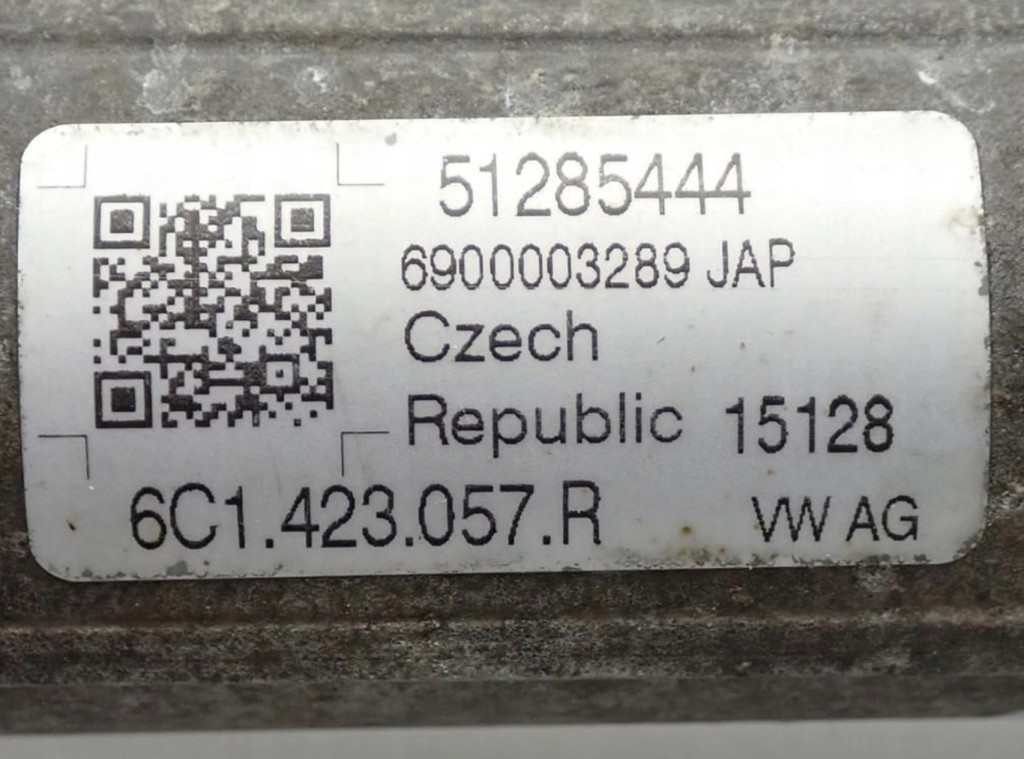 51285444
6900003289 JAP
Czech
Republic 15128
6C1.423.057.R VW AG